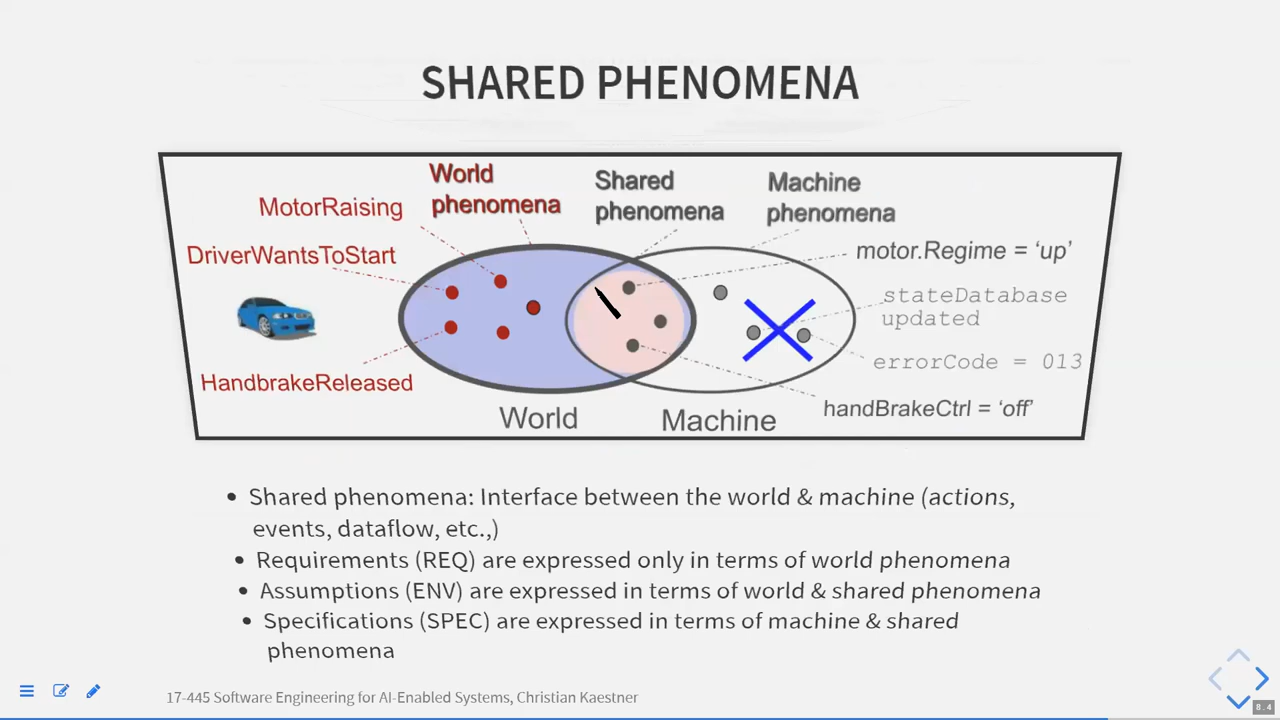 SHARED PHENOMENA
World
phenomena
Shared
phenomena
Machine
phenomena
MotorRaising
DriverWantsToStart
HandbrakeReleased
motor.Regime = ‘up’
stateDatabase
updated
errorCode = 013
handBrakeCtrl = ‘off’
World
Machine
• Shared phenomena: Interface between the world & machine (actions,
events, dataflow, etc.,)
• Requirements (REQ) are expressed only in terms of world phenomena
• Assumptions (ENV) are expressed in terms of world & shared phenomena
• Specifications (SPEC) are expressed in terms of machine & shared
phenomena
17-445 Software Engineering for AI-Enabled Systems, Christian Kaestner
8.4